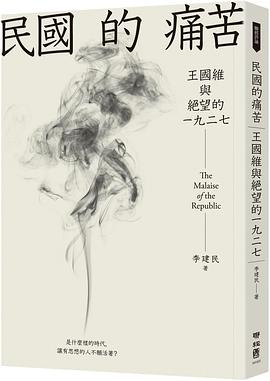 民國的痛苦
王國維
與
絕望的
一九二七
The
Malaise
of the
Republic
李建民
著
是什麼樣的時代，
讓有思想的人不願活著？
民國的痛苦
王國維與絕望的一九二七
李建民
著
聯經